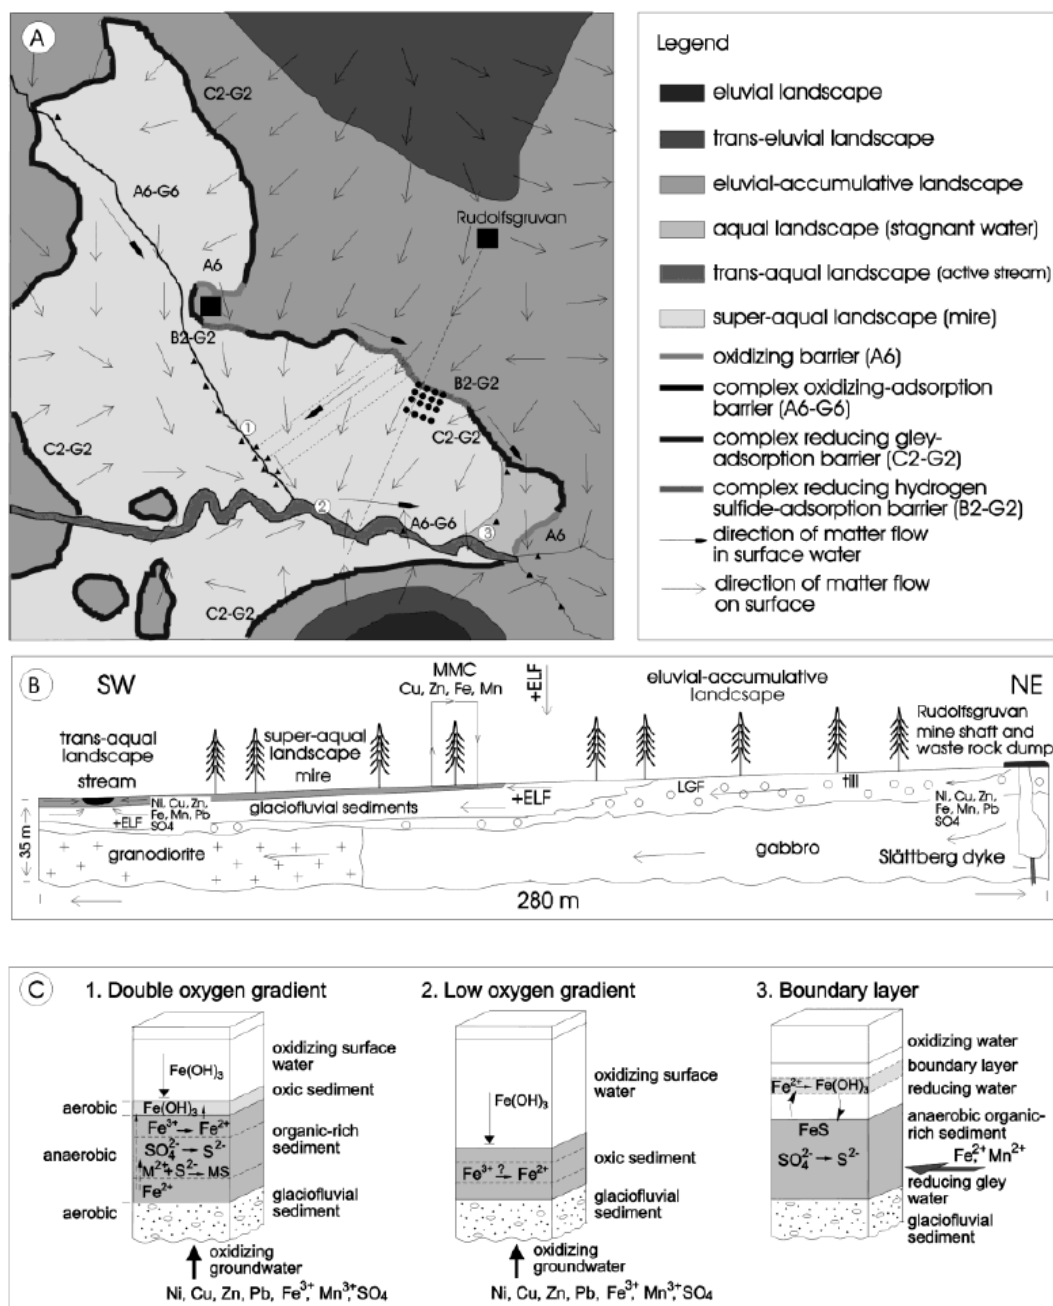 A
C2-G2
A6-G6
Rudolfsgruvan
A6
B2-G2
B2-G2
C2-G2
C2-G2
1
2
A6-G6
3
A6
C2-G2
Legend
eluvial landscape
trans-eluvial landscape
eluvial-accumulative landscape
aqual landscape (stagnant water)
trans-aqual landscape (active stream)
super-aqual landscape (mire)
oxidizing barrier (A6)
complex oxidizing-adsorption
barrier (A6-G6)
complex reducing gley-
adsorption barrier (C2-G2)
complex reducing hydrogen
sulfide-adsorption barrier (B2-G2)
direction of matter flow
in surface water
direction of matter flow
on surface
B
SW
MMC
Cu, Zn, Fe, Mn
+ELF
eluvial-accumulative
landcsape
NE
trans-aqual
landscape
stream
super-aqual
landscape
mire
Rudolfsgruvan
mine shaft and
waste rock dump
Ni, Cu, Zn,
Fe, Mn, Pb
SO4
+ELF
glaciofluvial sediments
+ELF
LGF
till
Ni, Cu, Zn,
Fe, Mn, Pb
SO4
35 m
granodiorite
gabbro
Slättberg dyke
280 m
C
1. Double oxygen gradient
oxidizing surface
water
Fe(OH)₃
oxic sediment
aerobic
Fe(OH)₃
Fe³⁺ → Fe²⁺
organic-rich
sediment
SO₄²⁻ → S²⁻
anaerobic
M²⁺+ S²⁻→ MS
Fe²⁺
aerobic
glaciofluvial
sediment
oxidizing
groundwater
Ni, Cu, Zn, Pb, Fe³⁺, Mn³⁺, SO₄
2. Low oxygen gradient
oxidizing surface
water
Fe(OH)₃
oxic sediment
Fe³⁺ ?→ Fe²⁺
glaciofluvial
sediment
oxidizing
groundwater
Ni, Cu, Zn, Pb, Fe³⁺, Mn³⁺, SO₄
3. Boundary layer
oxidizing water
boundary layer
Fe²⁺→ Fe(OH)₃
reducing water
FeS
anaerobic organic-
rich sediment
SO₄²⁻→ S²⁻
Fe²⁺, Mn²⁺
reducing gley
water
glaciofluvial
sediment